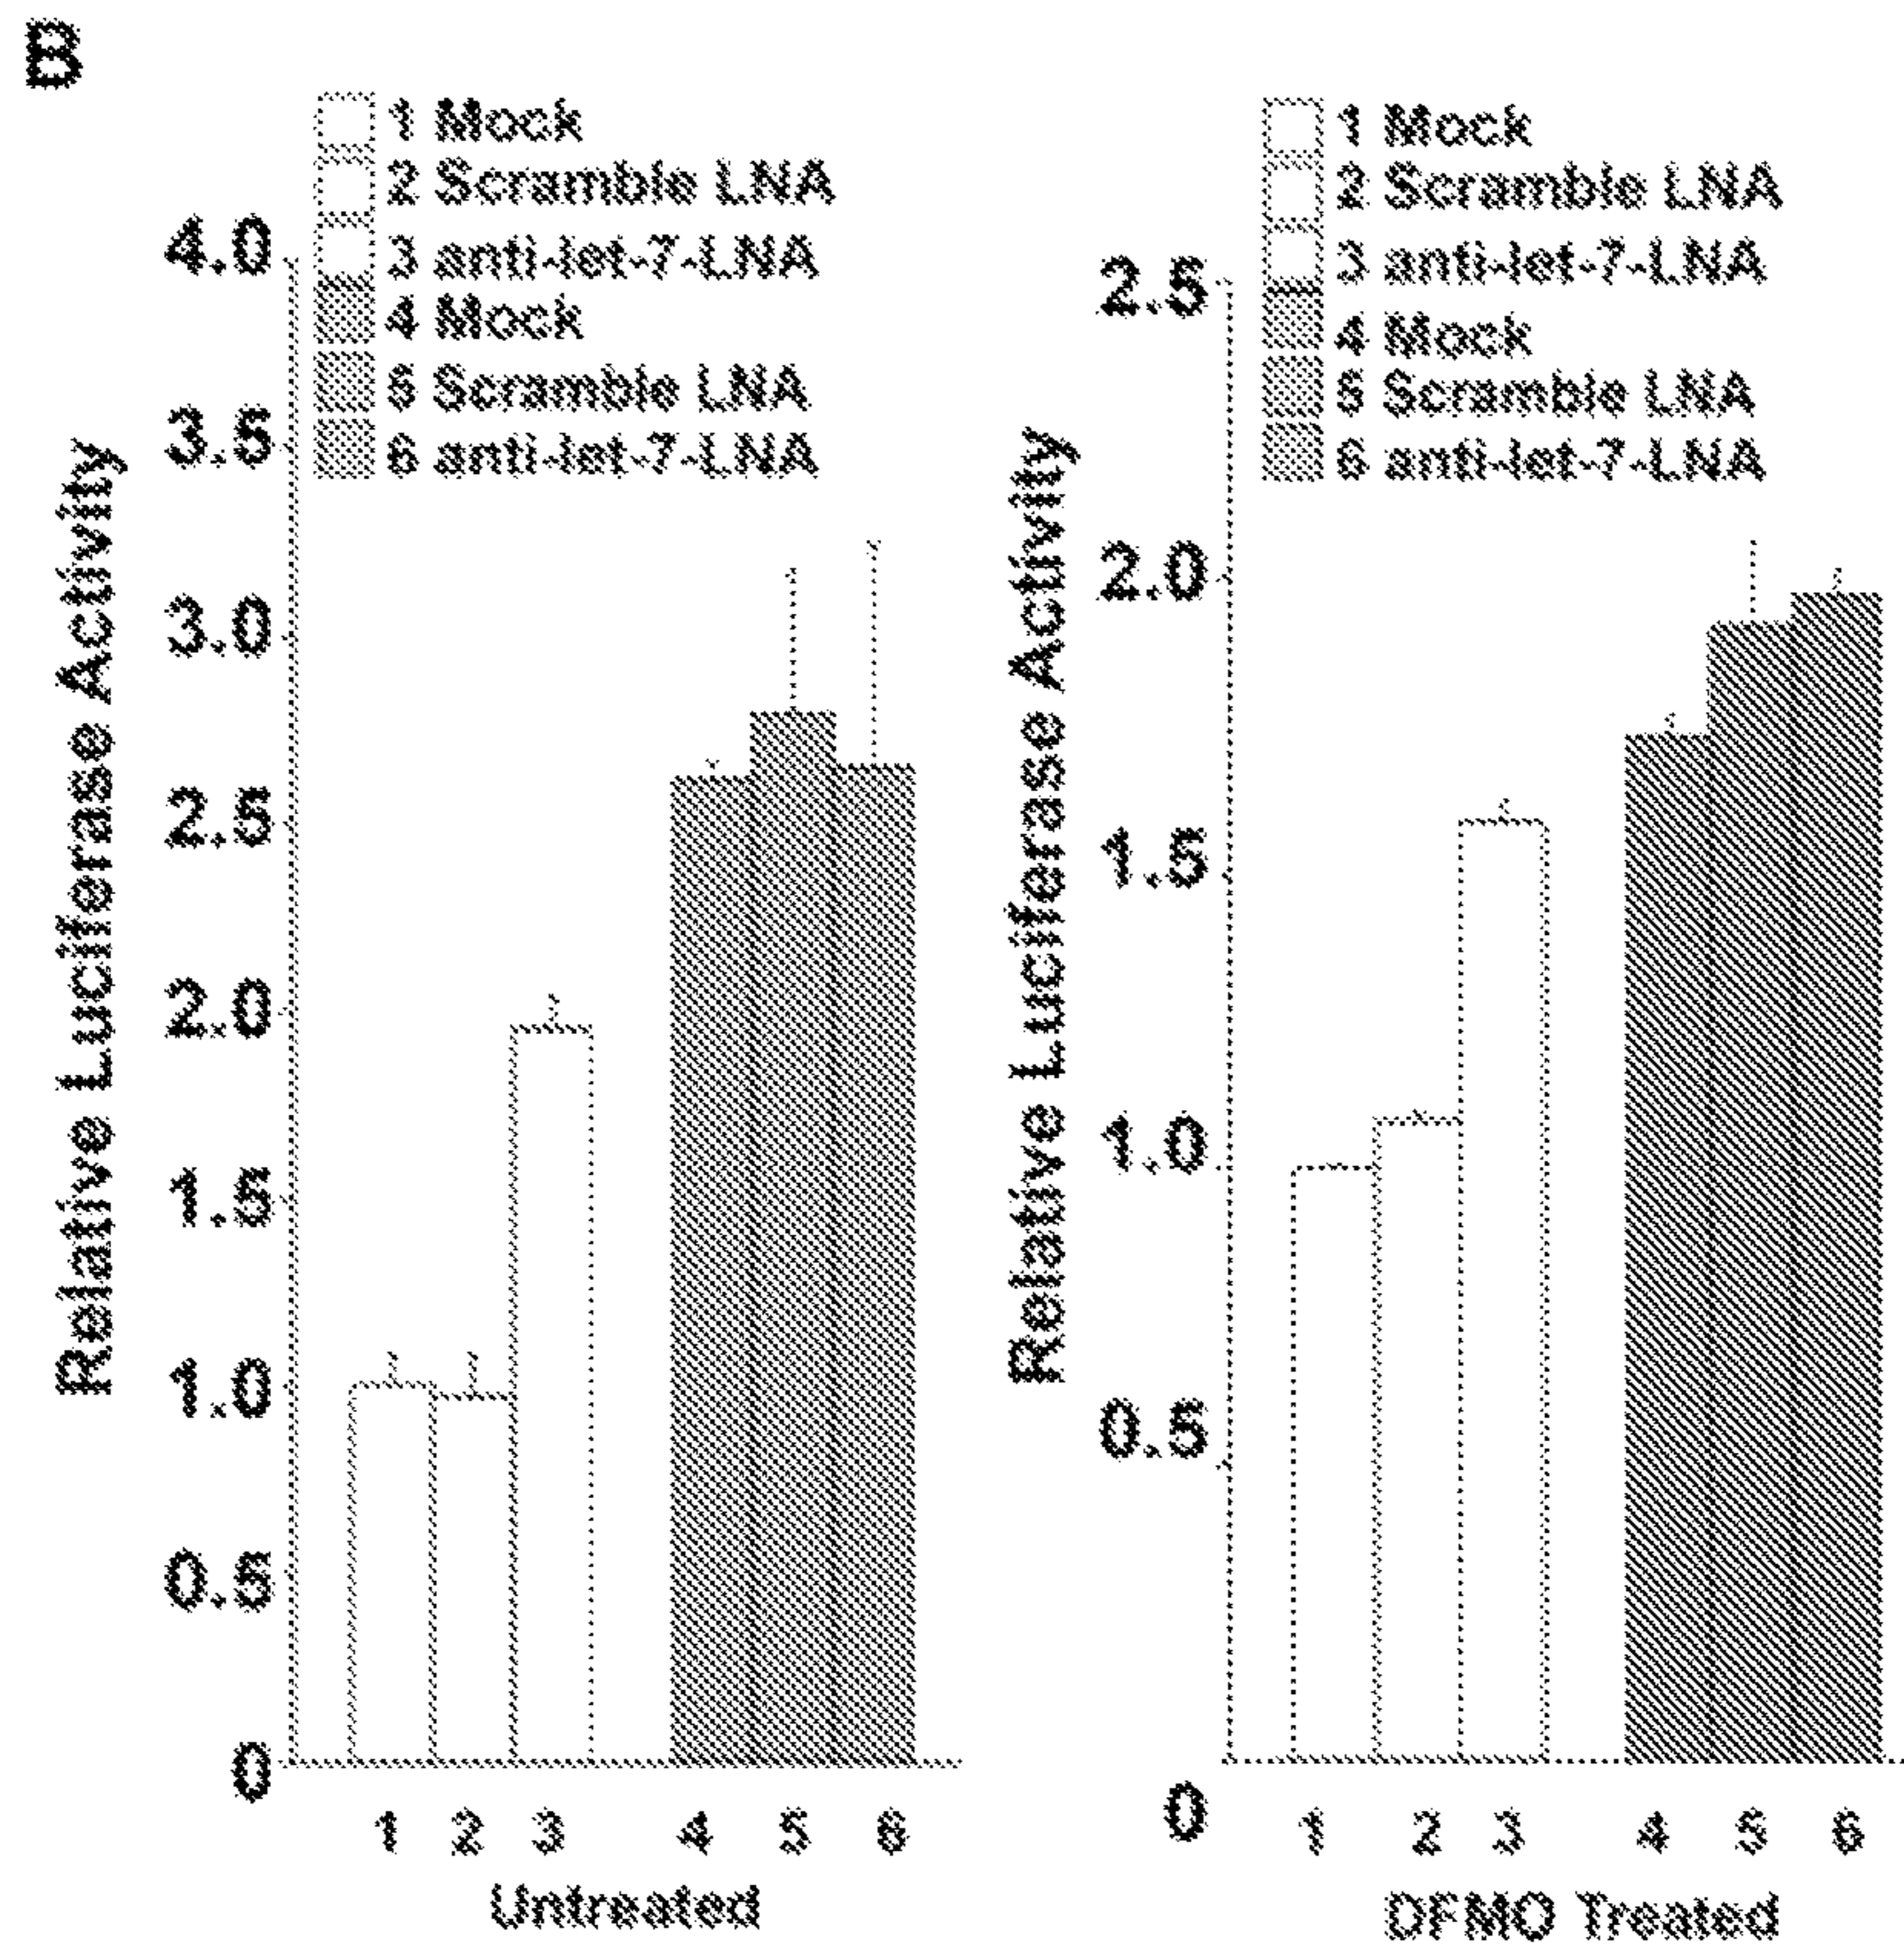 B
1 Mock
2 Scramble LNA
3 anti-let-7-LNA
4 Mock
5 Scramble LNA
6 anti-let-7-LNA
Relative Luciferase Activity
4.0
3.5
3.0
2.5
2.0
1.5
1.0
0.5
0
1 2 3 4 5 6
Untreated
1 Mock
2 Scramble LNA
3 anti-let-7-LNA
4 Mock
5 Scramble LNA
6 anti-let-7-LNA
Relative Luciferase Activity
2.5
2.0
1.5
1.0
0.5
0
1 2 3 4 5 6
DFMO Treated